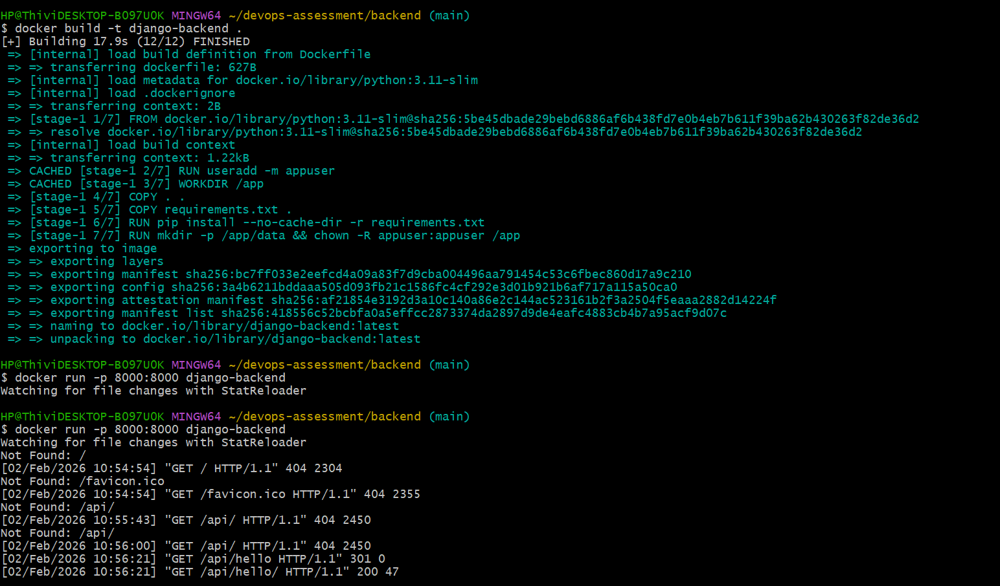 HP@ThiviDESKTOP-BO97U0K MINGW64 ~/devops-assessment/backend (main)
$ docker build -t django-backend .
[+] Building 17.9s (12/12) FINISHED
 => [internal] load build definition from Dockerfile
 => => transferring dockerfile: 627B
 => [internal] load metadata for docker.io/library/python:3.11-slim
 => [internal] load .dockerignore
 => => transferring context: 2B
 => [stage-1 1/7] FROM docker.io/library/python:3.11-slim@sha256:5be45dbade29bebd6886af6b438fd7e0b4eb7b611f39ba62b430263f82de36d2
 => => resolve docker.io/library/python:3.11-slim@sha256:5be45dbade29bebd6886af6b438fd7e0b4eb7b611f39ba62b430263f82de36d2
 => [internal] load build context
 => => transferring context: 1.22kB
 => CACHED [stage-1 2/7] RUN useradd -m appuser
 => CACHED [stage-1 3/7] WORKDIR /app
 => [stage-1 4/7] COPY . .
 => [stage-1 5/7] COPY requirements.txt .
 => [stage-1 6/7] RUN pip install --no-cache-dir -r requirements.txt
 => [stage-1 7/7] RUN mkdir -p /app/data && chown -R appuser:appuser /app
 => exporting to image
 => => exporting layers
 => => exporting manifest sha256:bc7ff033e2eefcd4a09a83f7d9cba004496aa791454c53c6fbec860d17a9c210
 => => exporting config sha256:3a4b6211bddaaa505d093fb21c1586fc4cf292e3d01b921b6af717a115a50ca0
 => => exporting attestation manifest sha256:af21854e3192d3a10c140a86e2c144ac523161b2f3a2504f5eaaa2882d14224f
 => => exporting manifest list sha256:418556c52bcbfa0a5effcc2873374da2897d9de4eafc4883cb4b7a95acf9d07c
 => => naming to docker.io/library/django-backend:latest
 => => unpacking to docker.io/library/django-backend:latest
HP@ThiviDESKTOP-BO97U0K MINGW64 ~/devops-assessment/backend (main)
$ docker run -p 8000:8000 django-backend
Watching for file changes with StatReloader
HP@ThiviDESKTOP-BO97U0K MINGW64 ~/devops-assessment/backend (main)
$ docker run -p 8000:8000 django-backend
Watching for file changes with StatReloader
Not Found: /
[02/Feb/2026 10:54:54] "GET / HTTP/1.1" 404 2304
Not Found: /favicon.ico
[02/Feb/2026 10:54:54] "GET /favicon.ico HTTP/1.1" 404 2355
Not Found: /api/
[02/Feb/2026 10:55:43] "GET /api/ HTTP/1.1" 404 2450
Not Found: /api/
[02/Feb/2026 10:56:00] "GET /api/ HTTP/1.1" 404 2450
[02/Feb/2026 10:56:21] "GET /api/hello HTTP/1.1" 301 0
[02/Feb/2026 10:56:21] "GET /api/hello/ HTTP/1.1" 200 47